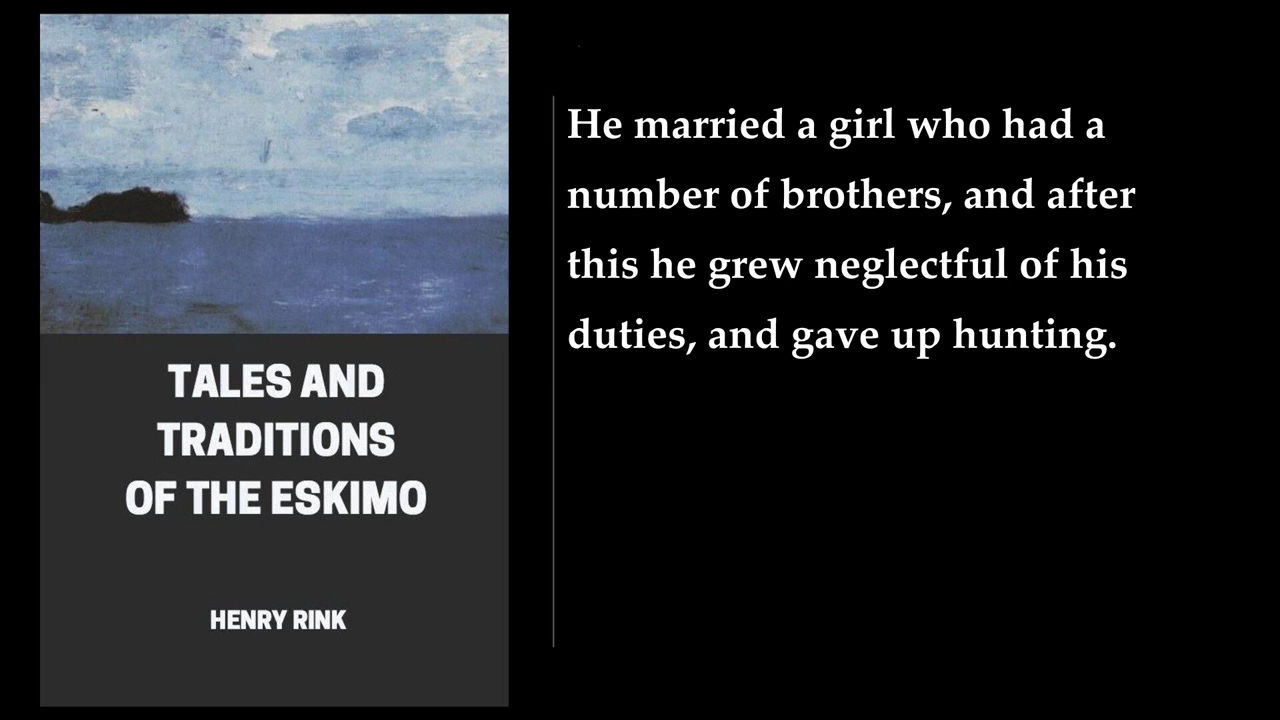 TALES AND
TRADITIONS
OF THE ESKIMO
HENRY RINK
He married a girl who had a
number of brothers, and after
this he grew neglectful of his
duties, and gave up hunting.